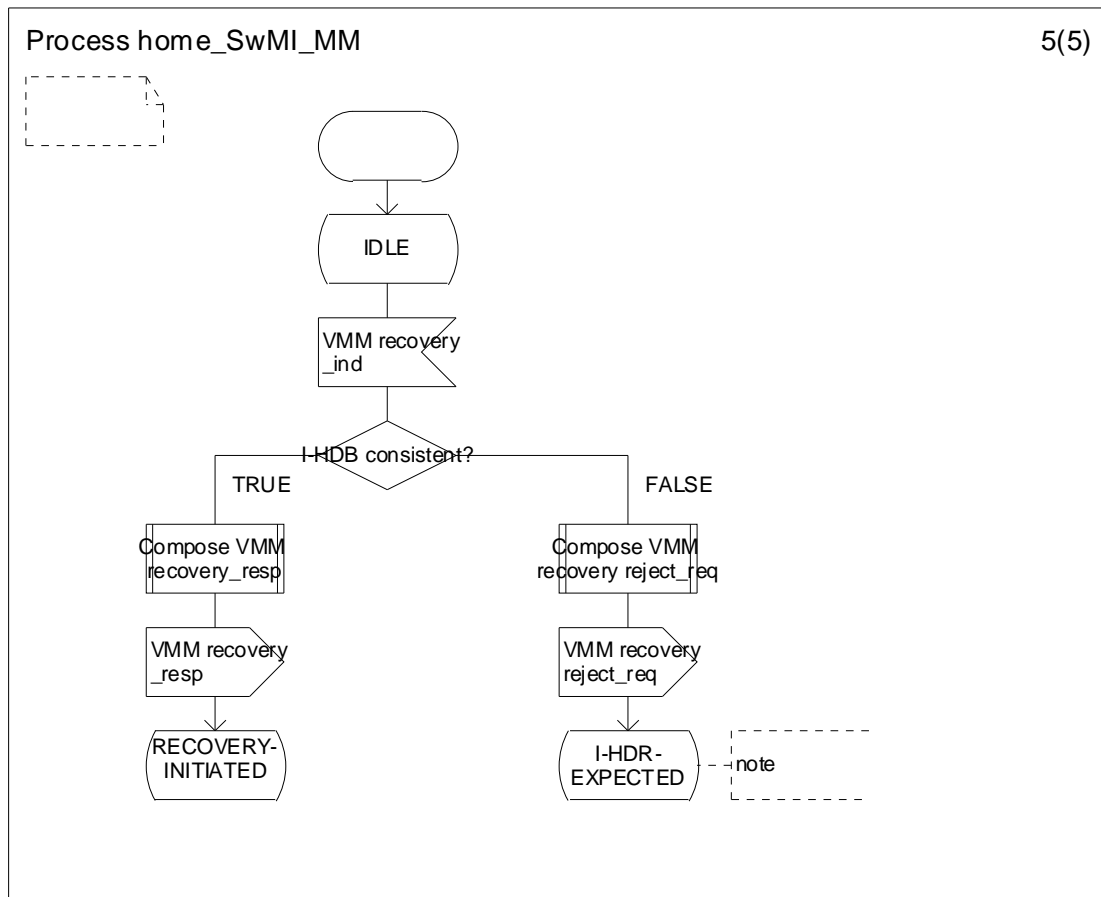 Process home_SwMI_MM
5(5)
IDLE
VMM recovery
_ind
I-HDB consistent?
TRUE
FALSE
Compose VMM
recovery_resp
Compose VMM
recovery reject_req
VMM recovery
_resp
VMM recovery
reject_req
RECOVERY-
INITIATED
I-HDR-
EXPECTED
note